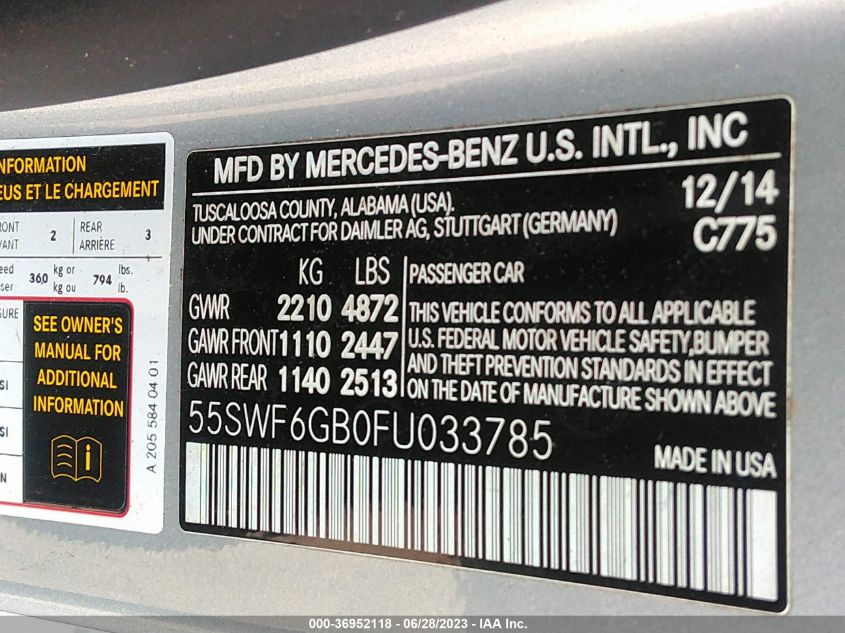 NFORMATION
EUS ET LE CHARGEMENT
RONT
VANT
2
REAR
ARRIÈRE
3
eed
ser
360
kg or
kg ou
794
lbs.
lb.
SURE
SEE OWNER'S
MANUAL FOR
ADDITIONAL
INFORMATION
SI
SI
N
A 205 584 04 01
MFD BY MERCEDES-BENZ U.S. INTL., INC
TUSCALOOSA COUNTY, ALABAMA (USA).
UNDER CONTRACT FOR DAIMLER AG, STUTTGART (GERMANY)
12/14
C775
KG LBS
GVWR 2210 4872
GAWR FRONT 1110 2447
GAWR REAR 1140 2513
PASSENGER CAR
THIS VEHICLE CONFORMS TO ALL APPLICABLE
U.S. FEDERAL MOTOR VEHICLE SAFETY,BUMPER
AND THEFT PREVENTION STANDARDS IN EFFECT
ON THE DATE OF MANUFACTURE SHOWN ABOVE
55SWF6GB0FU033785
MADE IN USA
000-36952118 - 06/28/2023 - IAA Inc.